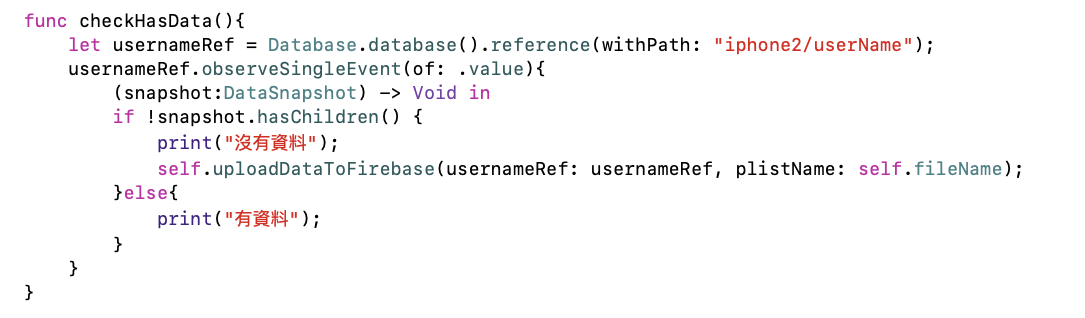 func checkHasData(){
    let usernameRef = Database.database().reference(withPath: "iphone2/userName");
    usernameRef.observeSingleEvent(of: .value){
        (snapshot:DataSnapshot) -> Void in
        if !snapshot.hasChildren() {
            print("沒有資料");
            self.uploadDataToFirebase(usernameRef: usernameRef, plistName: self.fileName);
        }else{
            print("有資料");
        }
    }
}